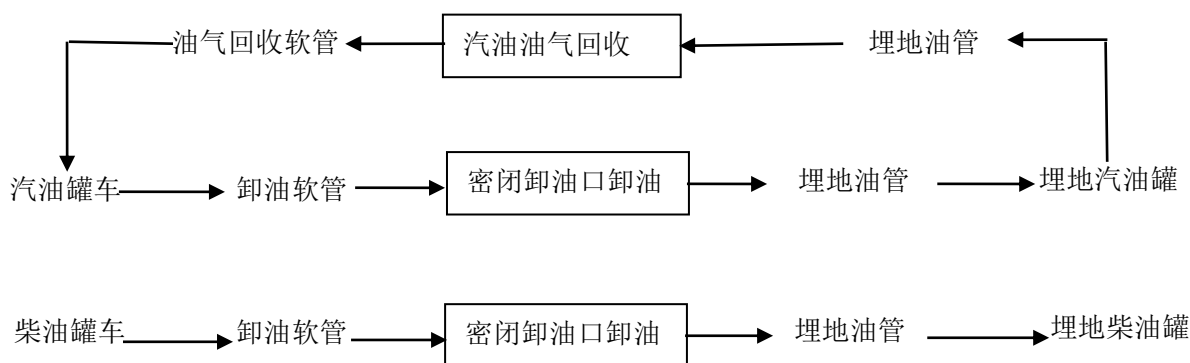 油气回收软管 汽油油气回收 埋地油管
汽油罐车 卸油软管 密闭卸油口卸油 埋地油管 埋地汽油罐
柴油罐车 卸油软管 密闭卸油口卸油 埋地油管 埋地柴油罐